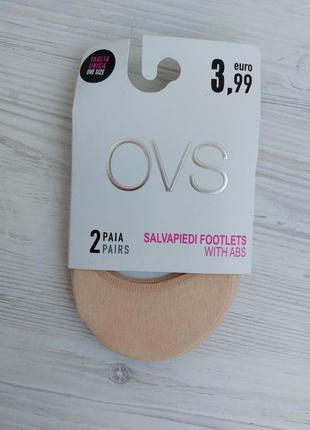 TAGLIA
UNICA
ONE SIZE
euro
3,99
OVS
2 PAIA
PAIRS
SALVAPIEDI FOOTLETS
WITH ABS